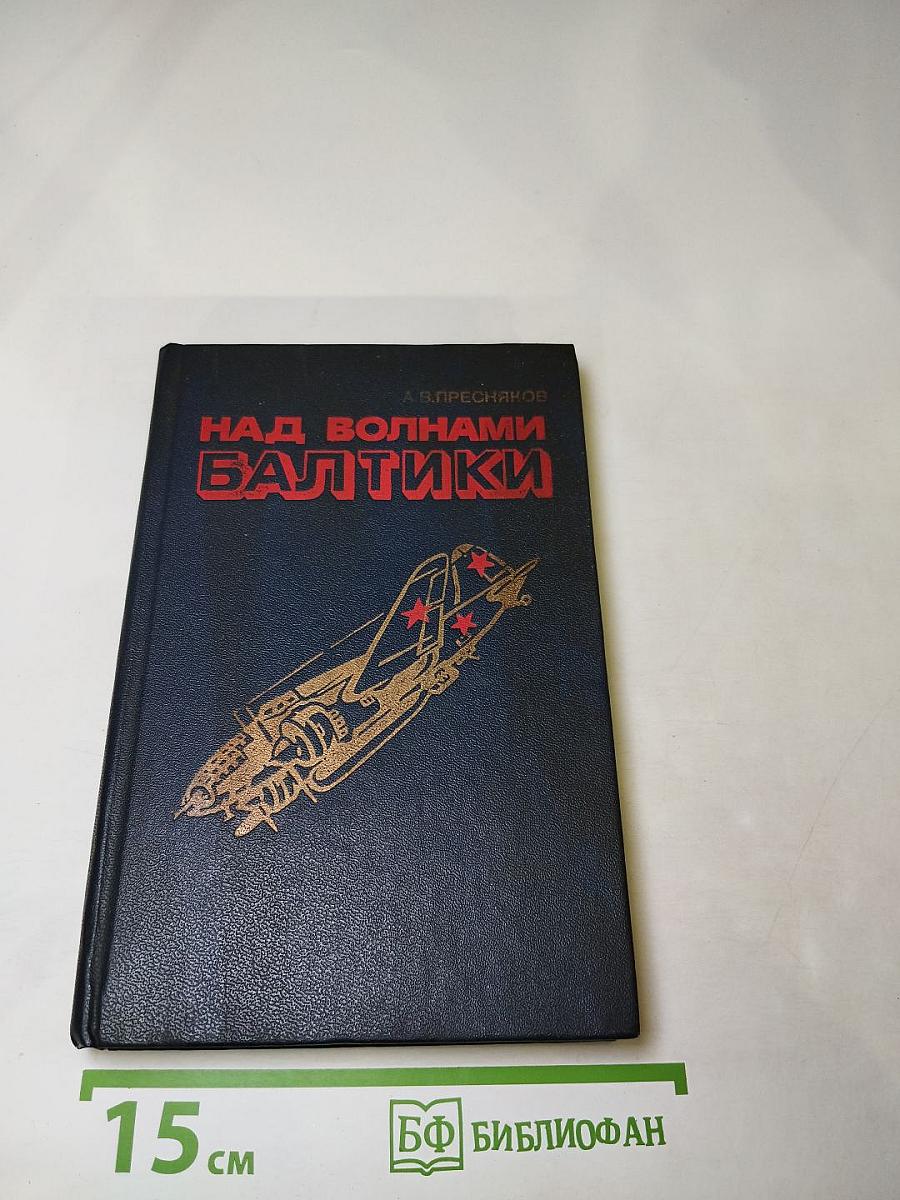 А.В.ПРЕСНЯКОВ
НАД ВОЛНАМИ
БАЛТИКИ
15 см
БФ БИБЛИОФАН